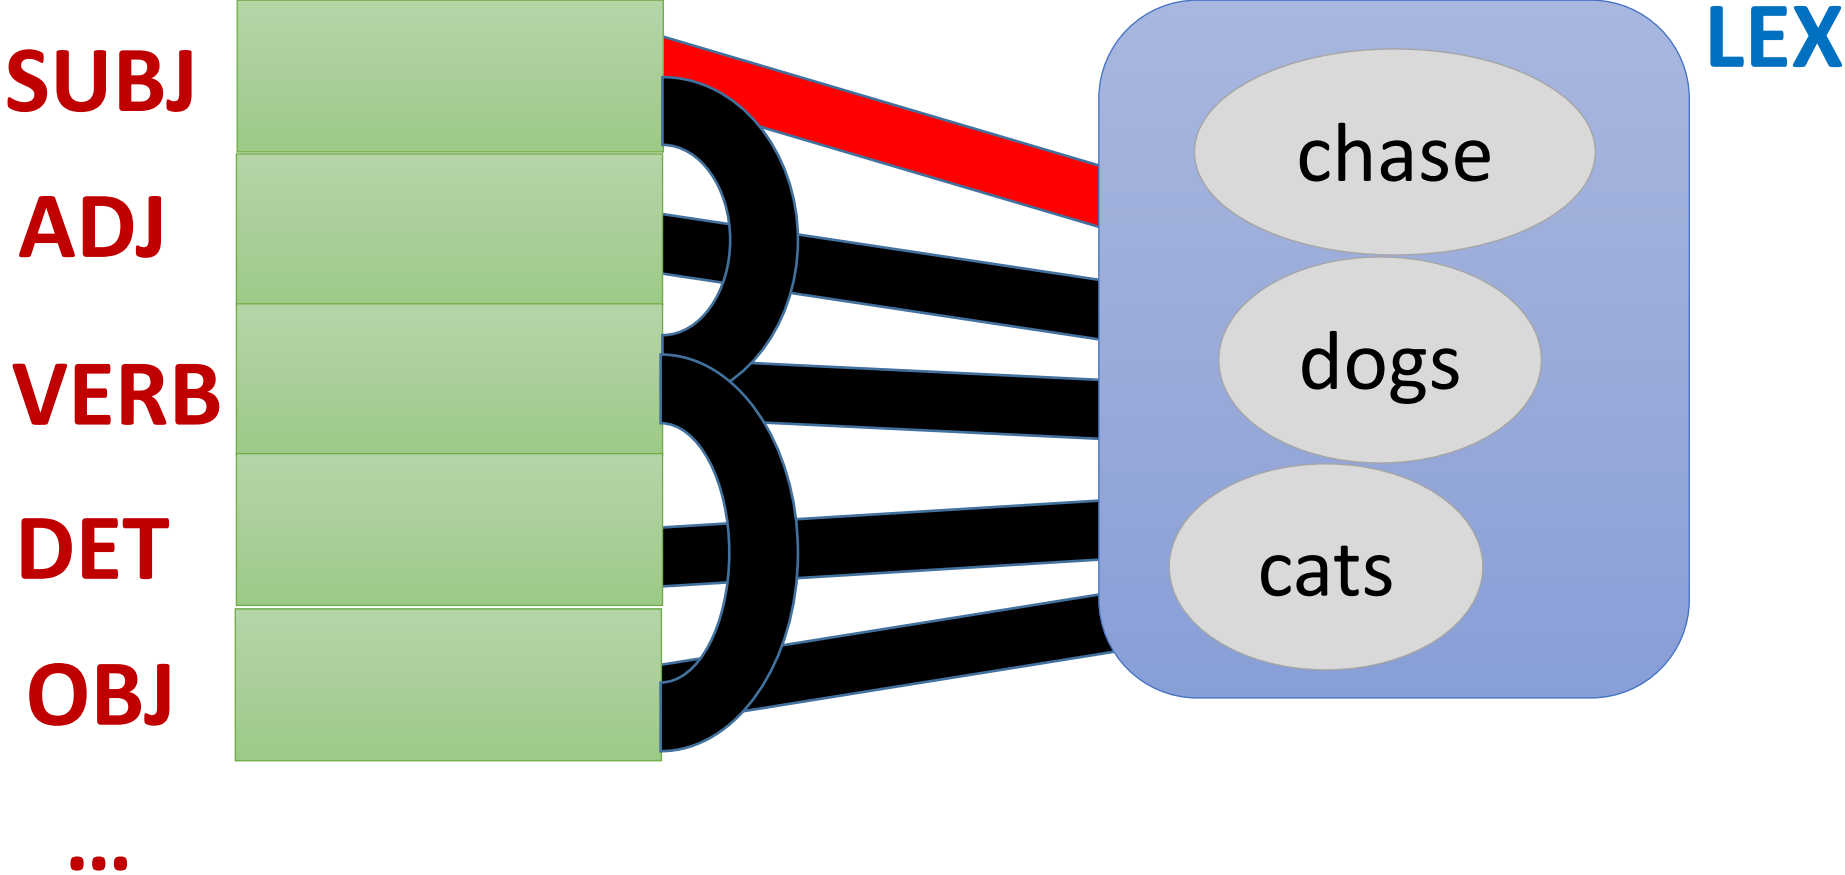 SUBJ
ADJ
VERB
DET
OBJ
...
LEX
chase
dogs
cats